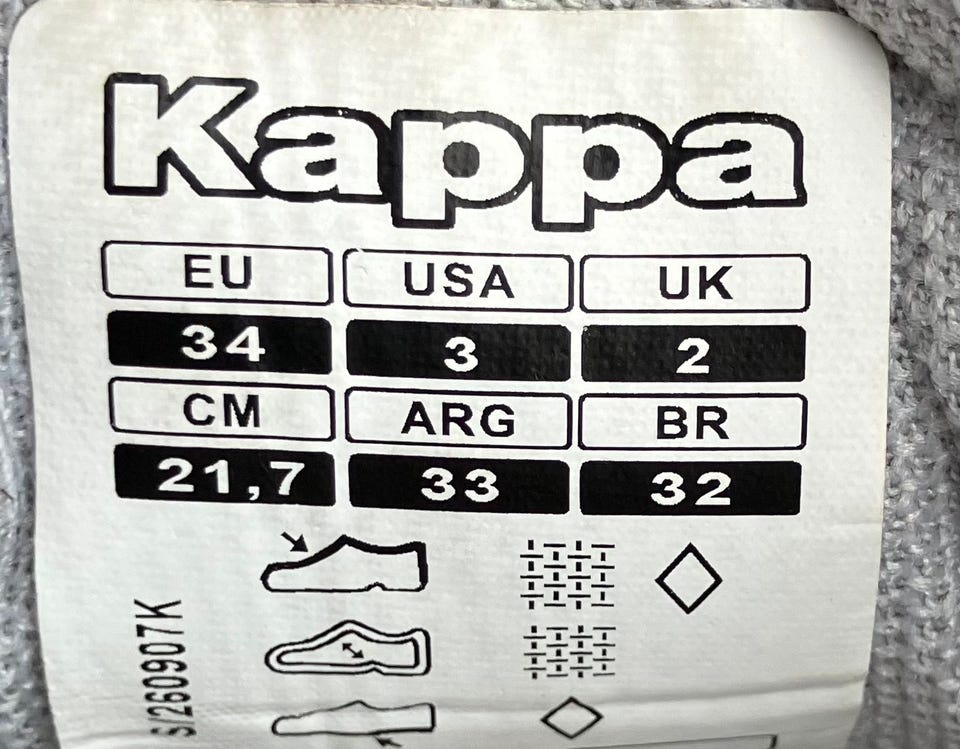 Kappa
EU USA UK
34 3 2
CM ARG BR
21,7 33 32
S/260907K